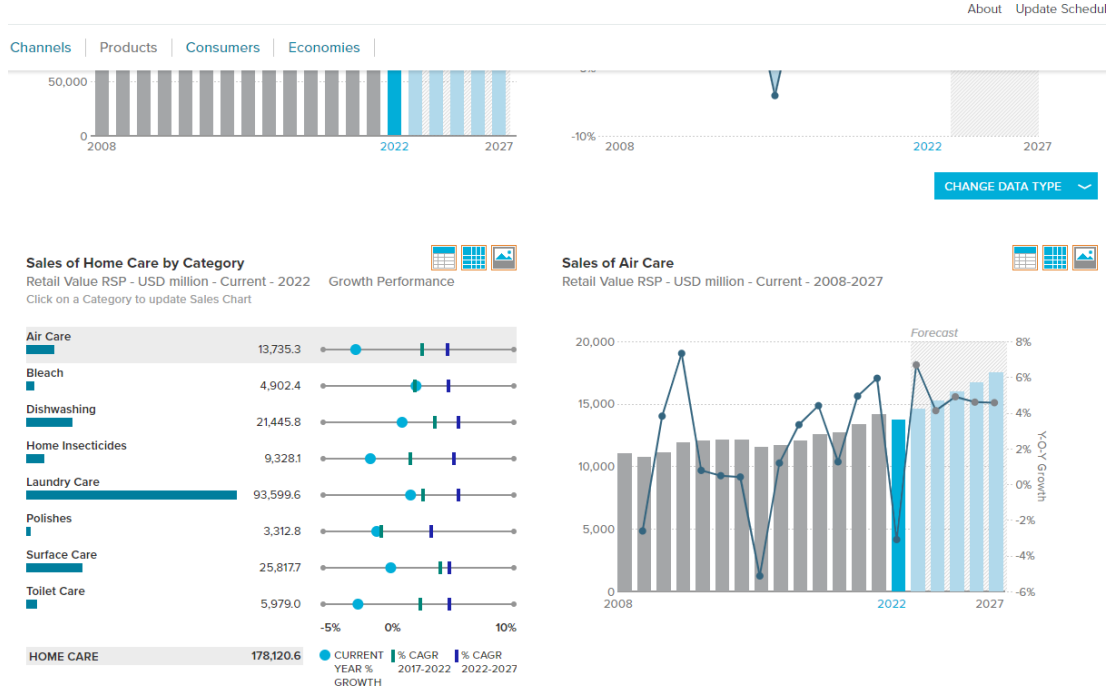 About Update Schedul
Channels Products Consumers Economies
50,000
0
2008 2022 2027
-10%
2008 2022 2027
CHANGE DATA TYPE
Sales of Home Care by Category
Retail Value RSP - USD million - Current - 2022 Growth Performance
Click on a Category to update Sales Chart
Air Care
13,735.3
Bleach
4,902.4
Dishwashing
21,445.8
Home Insecticides
9,328.1
Laundry Care
93,599.6
Polishes
3,312.8
Surface Care
25,817.7
Toilet Care
5,979.0
-5% 0% 10%
HOME CARE 178,120.6
CURRENT YEAR % GROWTH
% CAGR 2017-2022
% CAGR 2022-2027
Sales of Air Care
Retail Value RSP - USD million - Current - 2008-2027
Forecast
20,000 8%
6%
15,000
4%
2%
10,000
0%
-2%
5,000
-4%
0 -6%
Y-O-Y Growth
2008 2022 2027